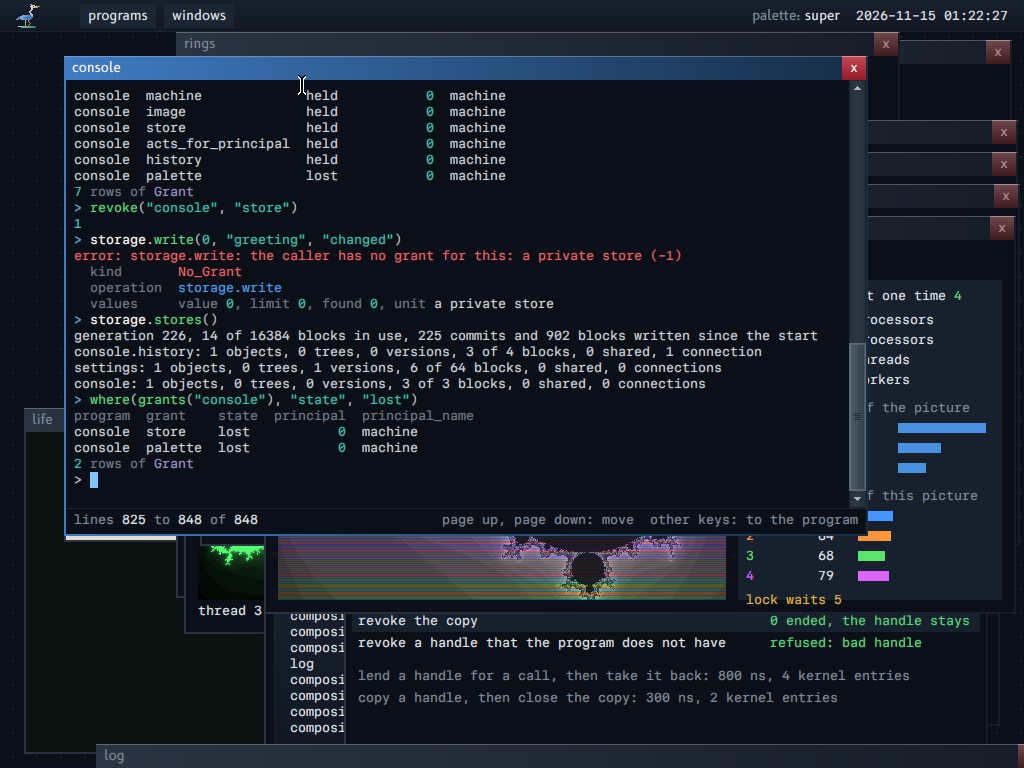 programs windows palette: super 2026-11-15 01:22:27
rings x
x
console x
console machine held 0 machine
console image held 0 machine
console store held 0 machine
console acts_for_principal held 0 machine
console history held 0 machine
console palette lost 0 machine
7 rows of Grant
> revoke("console", "store")
1
> storage.write(0, "greeting", "changed")
error: storage.write: the caller has no grant for this: a private store (-1)
kind No_Grant
operation storage.write
values value 0, limit 0, found 0, unit a private store
> storage.stores()
generation 226, 14 of 16384 blocks in use, 225 commits and 902 blocks written since the start
console.history: 1 objects, 0 trees, 0 versions, 3 of 4 blocks, 0 shared, 1 connection
settings: 1 objects, 0 trees, 1 versions, 6 of 64 blocks, 0 shared, 0 connections
console: 1 objects, 0 trees, 0 versions, 3 of 3 blocks, 0 shared, 0 connections
> where(grants("console"), "state", "lost")
program grant state principal principal_name
console store lost 0 machine
console palette lost 0 machine
2 rows of Grant
>
lines 825 to 848 of 848 page up, page down: move other keys: to the program
x
x
x
x
t one time 4
rocessors
rocessors
reads
rkers
f the picture
f this picture
2 64
3 68
4 79
lock waits 5
life
thread 3
composi
composi
log
composi
composi
composi
composi
revoke the copy 0 ended, the handle stays
revoke a handle that the program does not have refused: bad handle
lend a handle for a call, then take it back: 800 ns, 4 kernel entries
copy a handle, then close the copy: 300 ns, 2 kernel entries
log